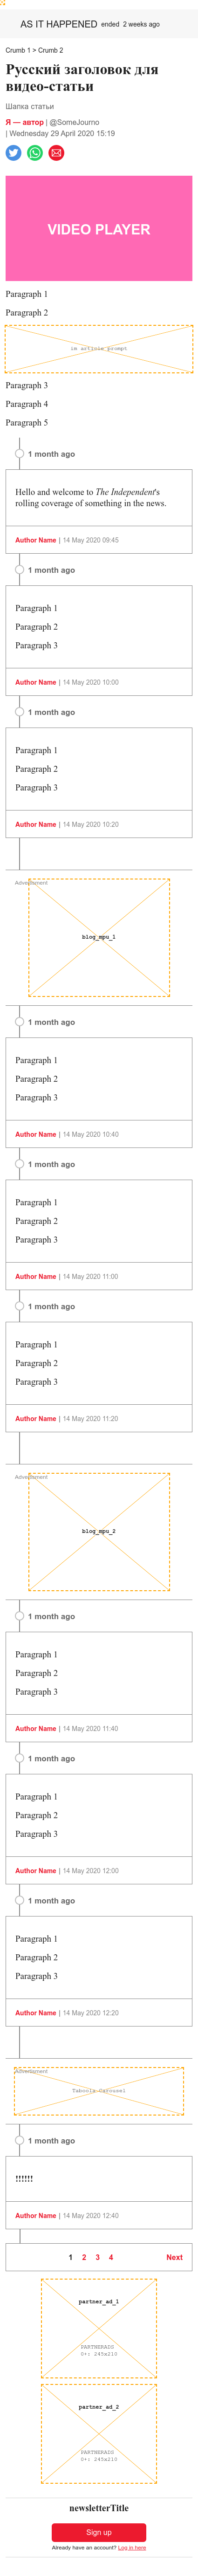 AS IT HAPPENED ended 2 weeks ago
Crumb 1 > Crumb 2
Русский заголовок для
видео-статьи
Шапка статьи
Я — автор | @SomeJourno
| Wednesday 29 April 2020 15:19
VIDEO PLAYER
Paragraph 1
Paragraph 2
in article prompt
Paragraph 3
Paragraph 4
Paragraph 5
1 month ago
Hello and welcome to The Independent's
rolling coverage of something in the news.
Author Name | 14 May 2020 09:45
1 month ago
Paragraph 1
Paragraph 2
Paragraph 3
Author Name | 14 May 2020 10:00
1 month ago
Paragraph 1
Paragraph 2
Paragraph 3
Author Name | 14 May 2020 10:20
Advertisment
blog_mpu_1
1 month ago
Paragraph 1
Paragraph 2
Paragraph 3
Author Name | 14 May 2020 10:40
1 month ago
Paragraph 1
Paragraph 2
Paragraph 3
Author Name | 14 May 2020 11:00
1 month ago
Paragraph 1
Paragraph 2
Paragraph 3
Author Name | 14 May 2020 11:20
Advertisment
blog_mpu_2
1 month ago
Paragraph 1
Paragraph 2
Paragraph 3
Author Name | 14 May 2020 11:40
1 month ago
Paragraph 1
Paragraph 2
Paragraph 3
Author Name | 14 May 2020 12:00
1 month ago
Paragraph 1
Paragraph 2
Paragraph 3
Author Name | 14 May 2020 12:20
Advertisment
Taboola Carousel
1 month ago
!!!!!!
Author Name | 14 May 2020 12:40
1 2 3 4 Next
partner_ad_1
PARTNERADS
0+: 245x210
partner_ad_2
PARTNERADS
0+: 245x210
newsletterTitle
Sign up
Already have an account? Log in here